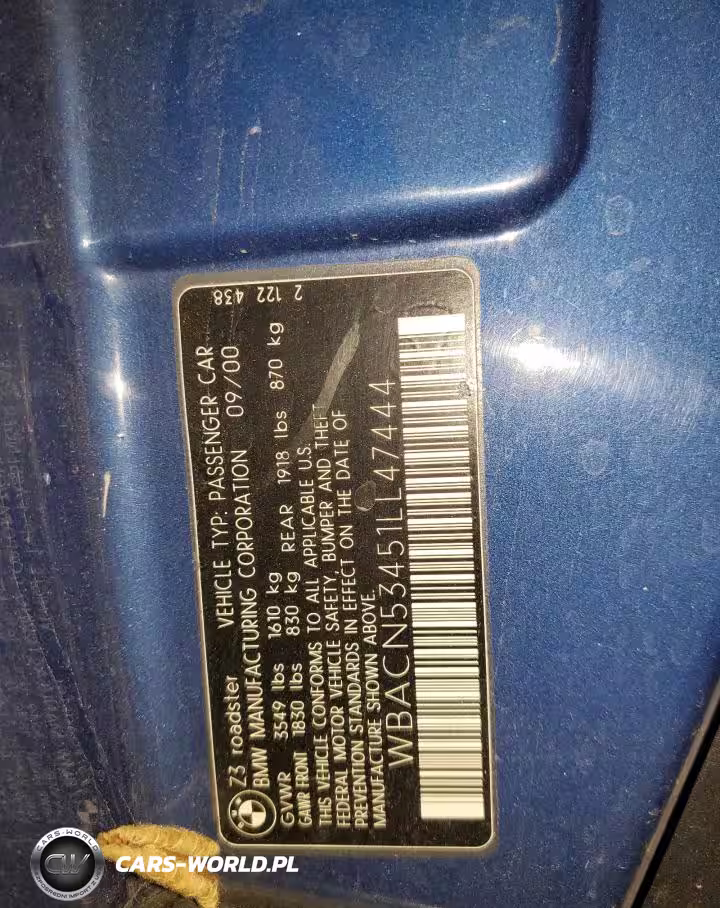 Z3 roadster
VEHICLE TYP: PASSENGER CAR
BMW MANUFACTURING CORPORATION 09/00
GVWR 3549 lbs 1610 kg
GAWR FRONT 1830 lbs 830 kg REAR 1918 lbs 870 kg
THIS VEHICLE CONFORMS TO ALL APPLICABLE U.S.
FEDERAL MOTOR VEHICLE SAFETY, BUMPER AND THEFT
PREVENTION STANDARDS IN EFFECT ON THE DATE OF
MANUFACTURE SHOWN ABOVE.
WBACN53451LL47444
2 122 438
CARS-WORLD
CW
CARS-WORLD.PL